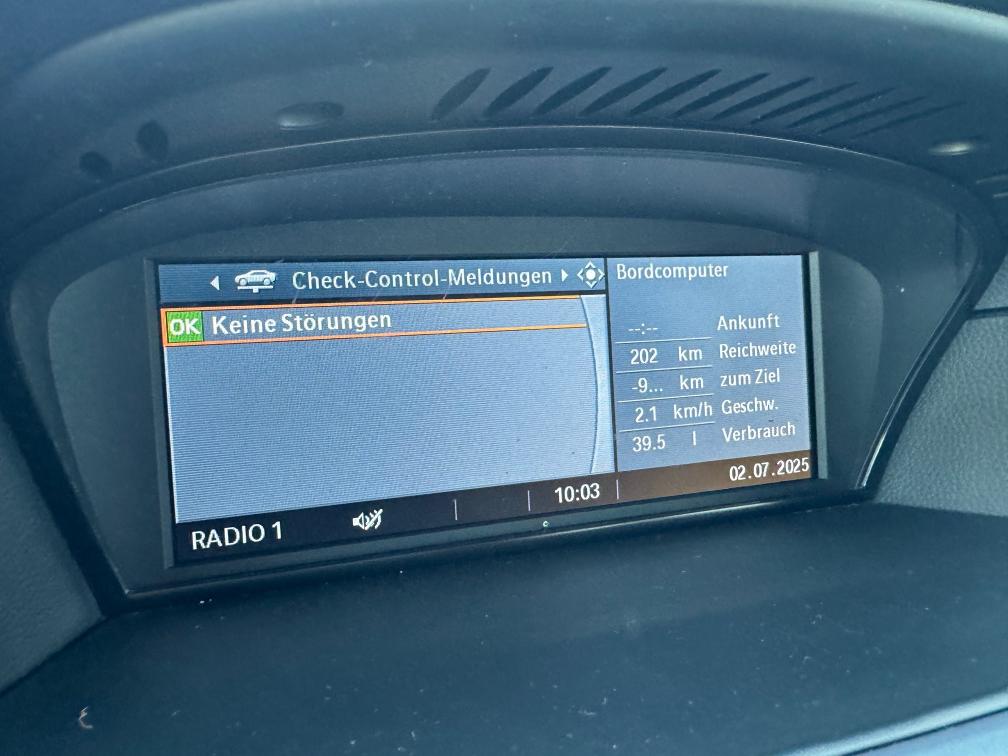 Check-Control-Meldungen
OK Keine Störungen
Bordcomputer
--:-- Ankunft
202 km Reichweite
-9... km zum Ziel
2.1 km/h Geschw.
39.5 l Verbrauch
02.07.2025
RADIO 1
10:03